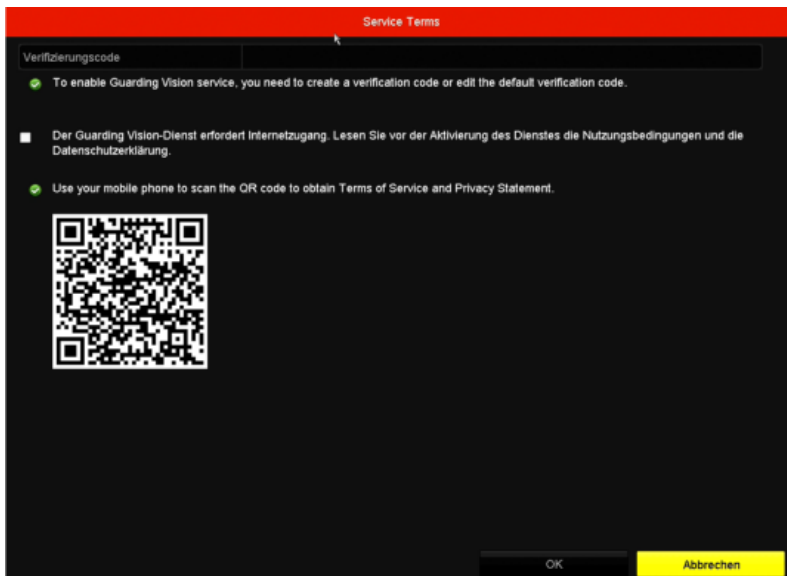 Service Terms
Verifizierungscode
To enable Guarding Vision service, you need to create a verification code or edit the default verification code.
Der Guarding Vision-Dienst erfordert Internetzugang. Lesen Sie vor der Aktivierung des Dienstes die Nutzungsbedingungen und die
Datenschutzerklärung.
Use your mobile phone to scan the QR code to obtain Terms of Service and Privacy Statement.
OK
Abbrechen